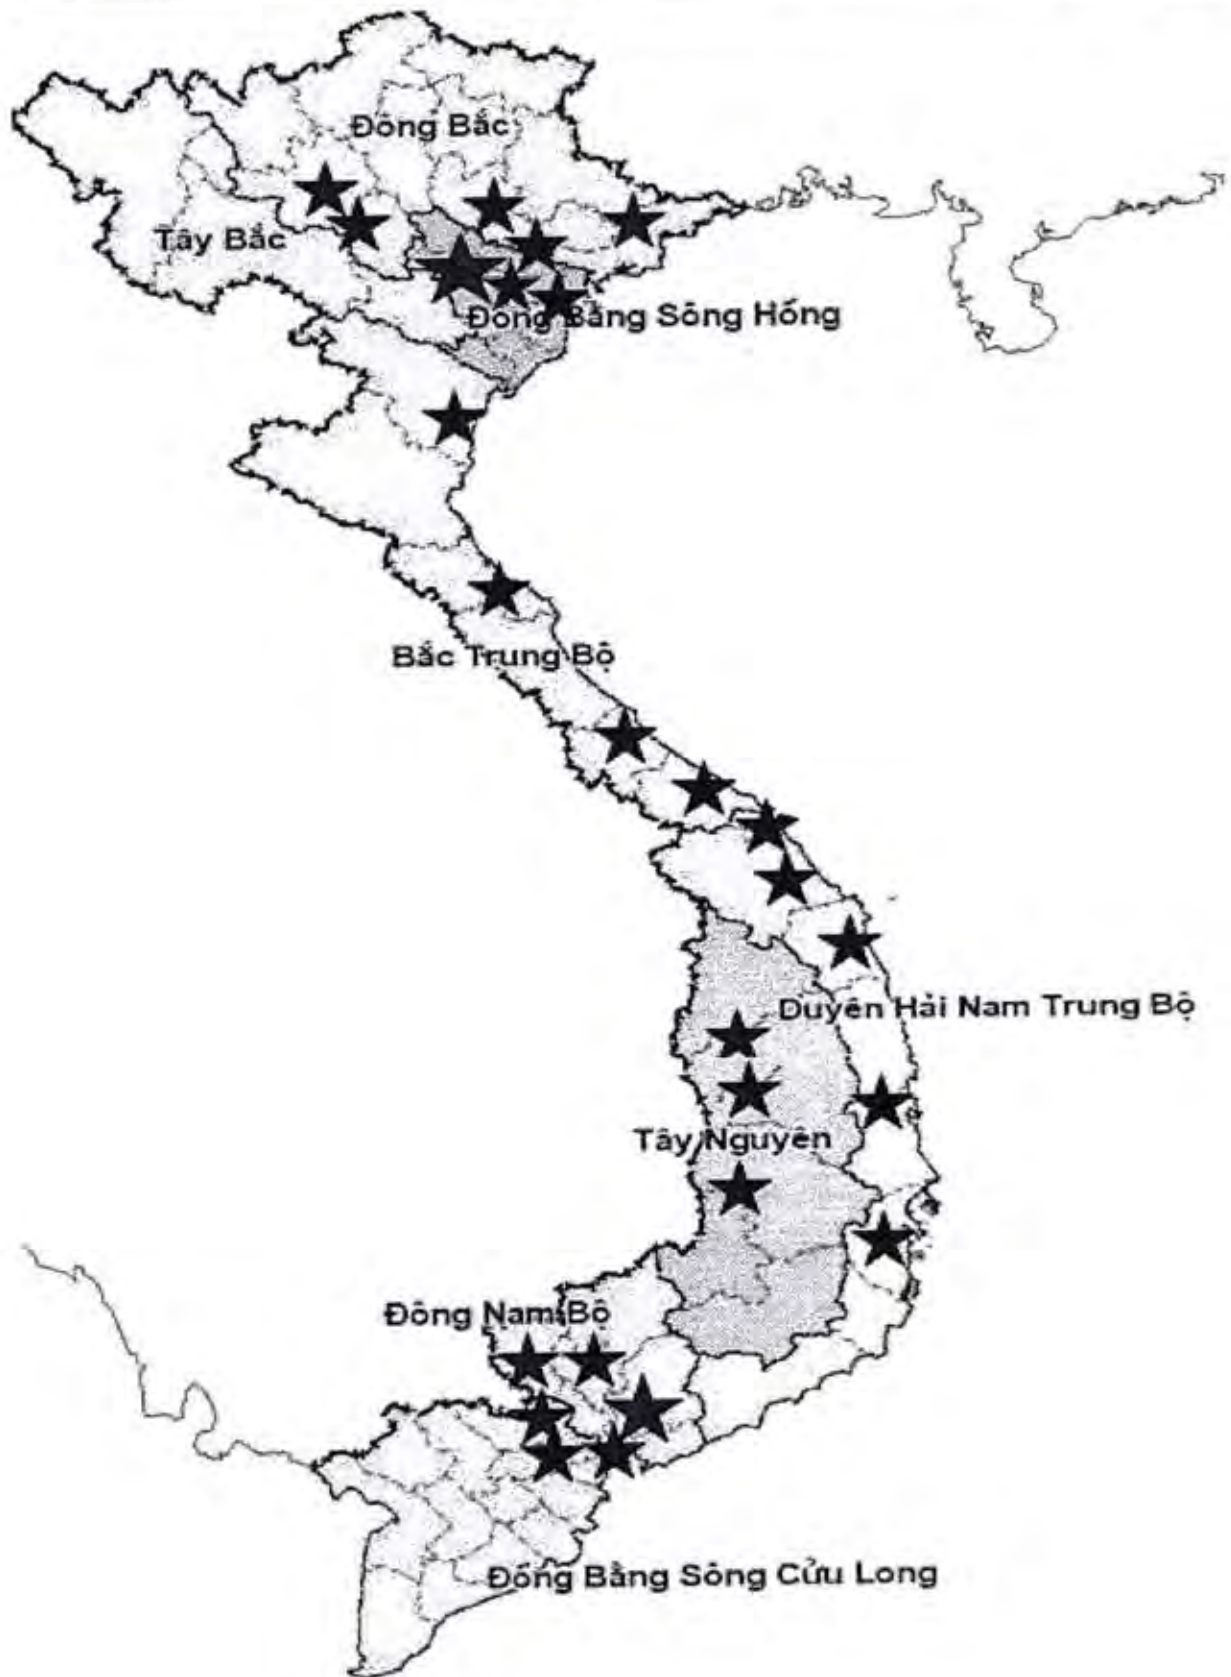 Đông Bắc
Tây Bắc
Đồng Bằng Sông Hồng
Bắc Trung Bộ
Duyên Hải Nam Trung Bộ
Tây Nguyên
Đông Nam Bộ
Đồng Bằng Sông Cửu Long